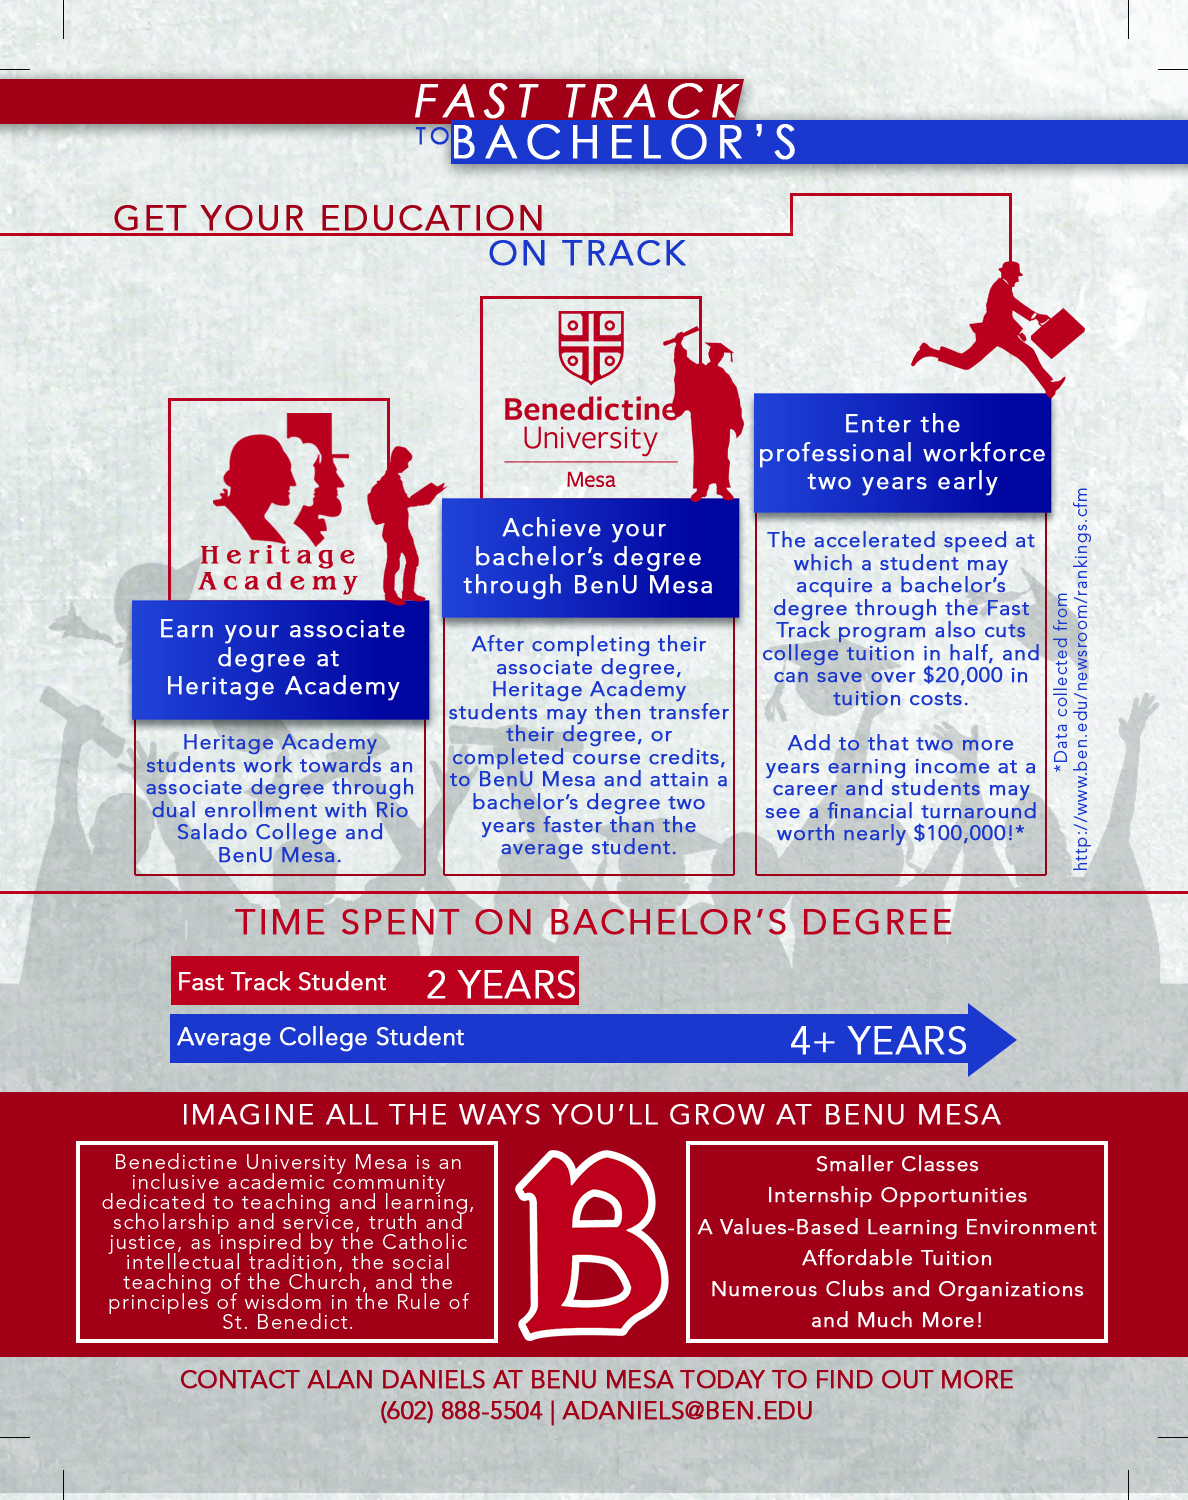 FAST TRACK
TO BACHELOR'S
GET YOUR EDUCATION
ON TRACK
Heritage
Academy
Earn your associate
degree at
Heritage Academy
Heritage Academy
students work towards an
associate degree through
dual enrollment with Rio
Salado College and
BenU Mesa.
Benedictine
University
Mesa
Achieve your
bachelor's degree
through BenU Mesa
After completing their
associate degree,
Heritage Academy
students may then transfer
their degree, or
completed course credits,
to BenU Mesa and attain a
bachelor's degree two
years faster than the
average student.
Enter the
professional workforce
two years early
The accelerated speed at
which a student may
acquire a bachelor's
degree through the Fast
Track program also cuts
college tuition in half, and
can save over $20,000 in
tuition costs.
Add to that two more
years earning income at a
career and students may
see a financial turnaround
worth nearly $100,000!*
*Data collected from
http://www.ben.edu/newsroom/rankings.cfm
TIME SPENT ON BACHELOR'S DEGREE
Fast Track Student 2 YEARS
Average College Student 4+ YEARS
IMAGINE ALL THE WAYS YOU'LL GROW AT BENU MESA
Benedictine University Mesa is an
inclusive academic community
dedicated to teaching and learning,
scholarship and service, truth and
justice, as inspired by the Catholic
intellectual tradition, the social
teaching of the Church, and the
principles of wisdom in the Rule of
St. Benedict.
B
Smaller Classes
Internship Opportunities
A Values-Based Learning Environment
Affordable Tuition
Numerous Clubs and Organizations
and Much More!
CONTACT ALAN DANIELS AT BENU MESA TODAY TO FIND OUT MORE
(602) 888-5504 | ADANIELS@BEN.EDU